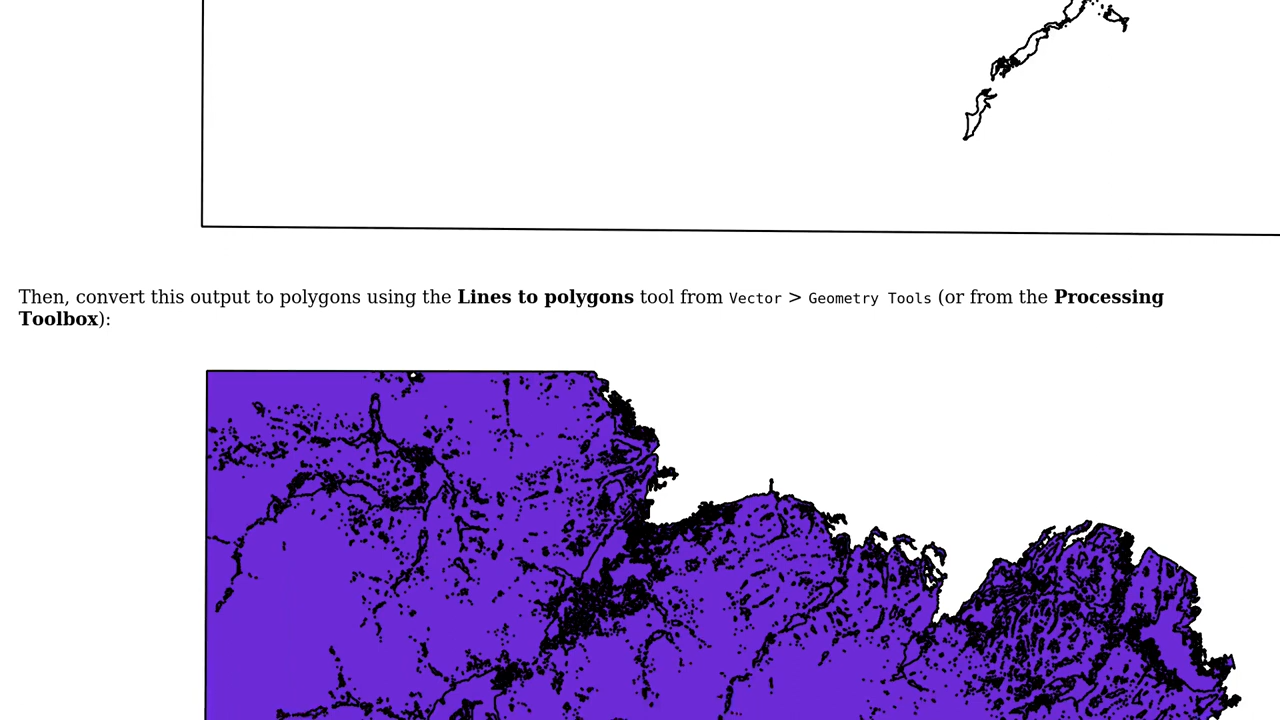 Then, convert this output to polygons using the Lines to polygons tool from Vector > Geometry Tools (or from the Processing
Toolbox):